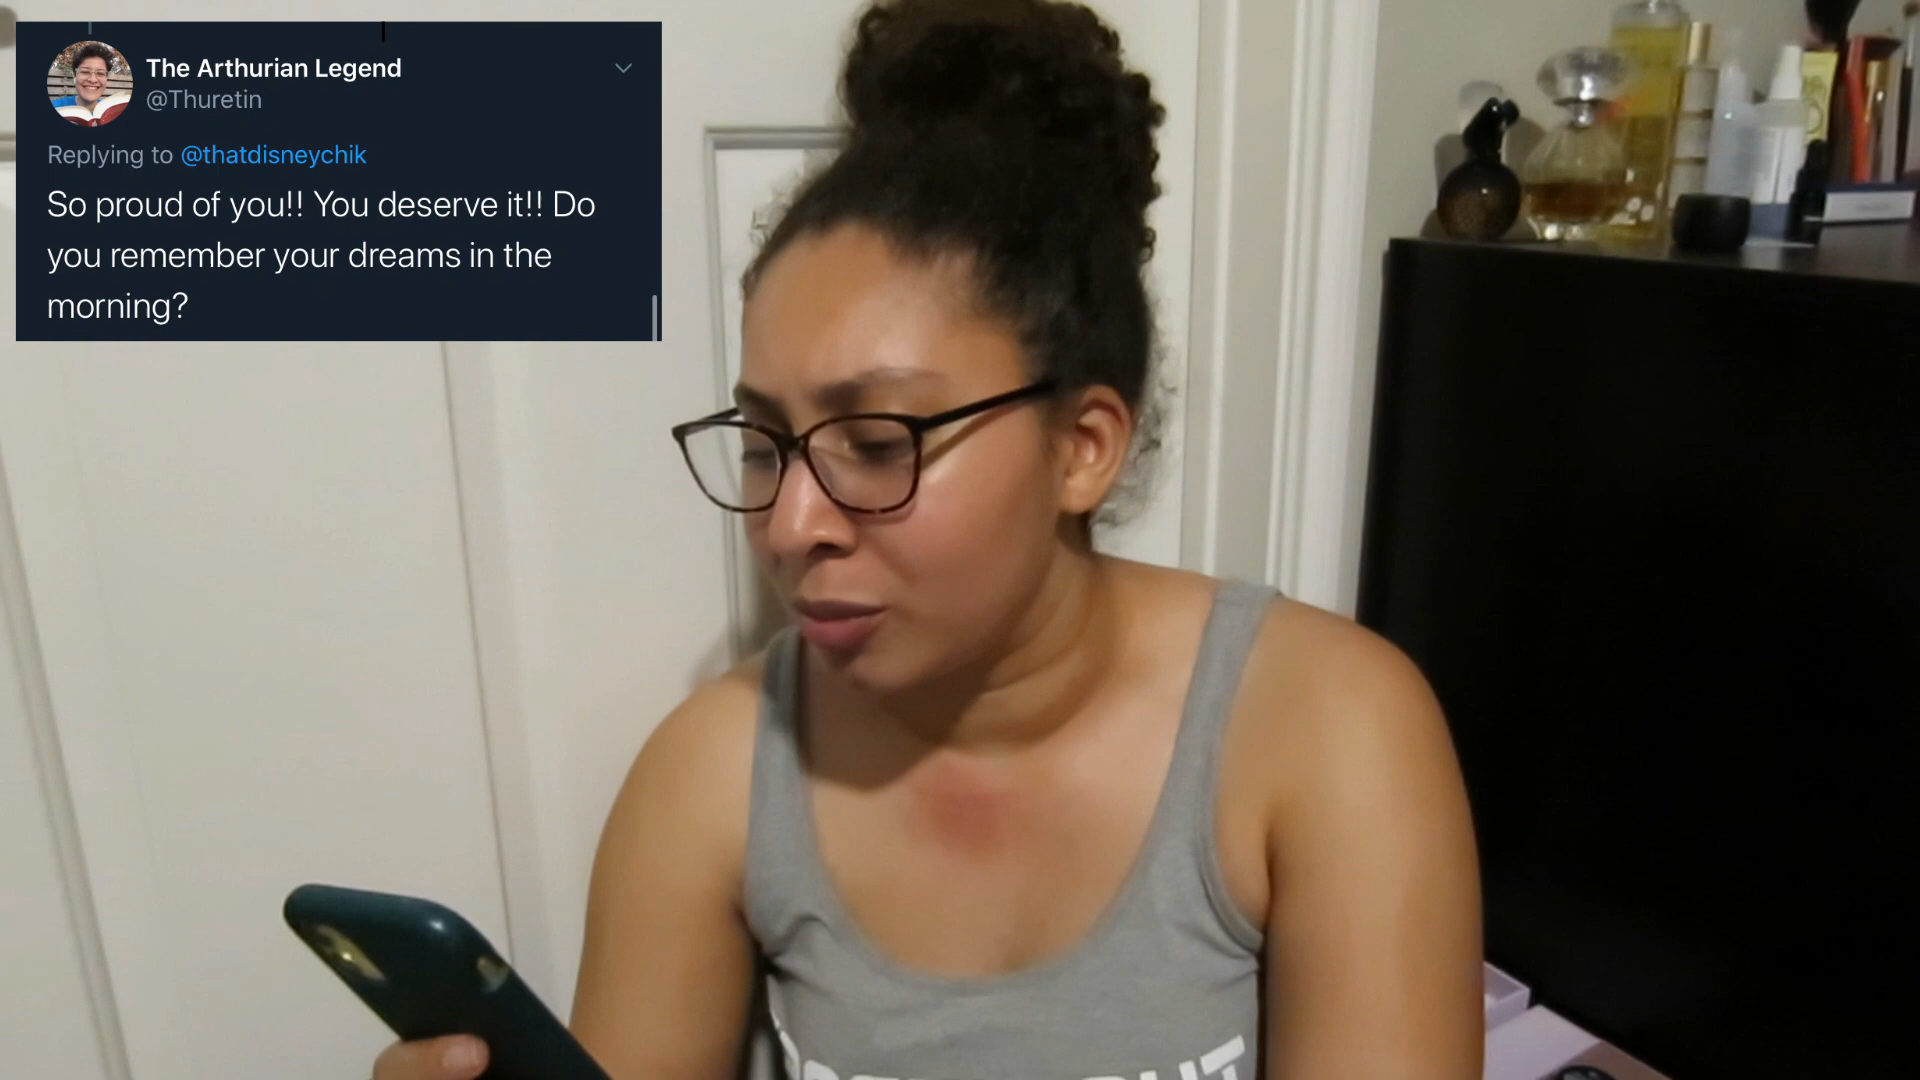 The Arthurian Legend
@Thuretin
Replying to @thatdisneychik
So proud of you!! You deserve it!! Do
you remember your dreams in the
morning?